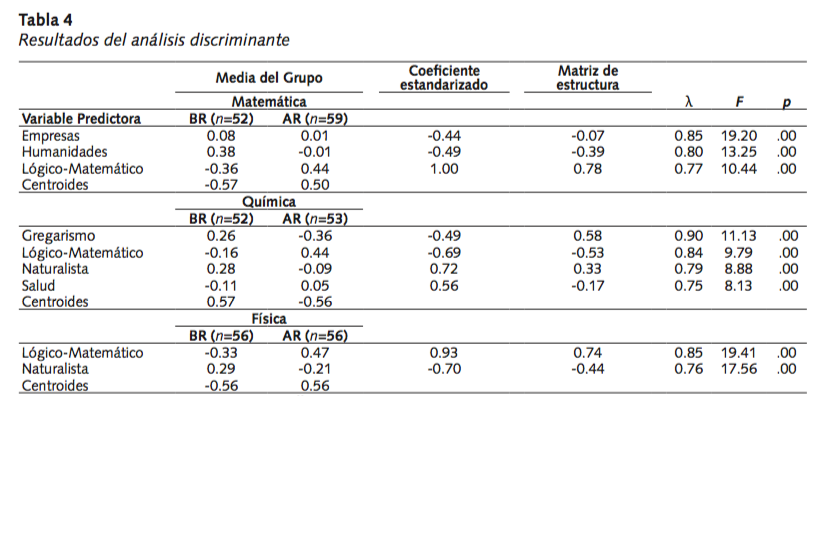 Tabla 4
Resultados del análisis discriminante
Media del Grupo Coeficiente estandarizado Matriz de estructura
Matemática λ F p
Variable Predictora BR (n=52) AR (n=59)
Empresas 0.08 0.01 -0.44 -0.07 0.85 19.20 .00
Humanidades 0.38 -0.01 -0.49 -0.39 0.80 13.25 .00
Lógico-Matemático -0.36 0.44 1.00 0.78 0.77 10.44 .00
Centroides -0.57 0.50
Química
BR (n=52) AR (n=53)
Gregarismo 0.26 -0.36 -0.49 0.58 0.90 11.13 .00
Lógico-Matemático -0.16 0.44 -0.69 -0.53 0.84 9.79 .00
Naturalista 0.28 -0.09 0.72 0.33 0.79 8.88 .00
Salud -0.11 0.05 0.56 -0.17 0.75 8.13 .00
Centroides 0.57 -0.56
Física
BR (n=56) AR (n=56)
Lógico-Matemático -0.33 0.47 0.93 0.74 0.85 19.41 .00
Naturalista 0.29 -0.21 -0.70 -0.44 0.76 17.56 .00
Centroides -0.56 0.56